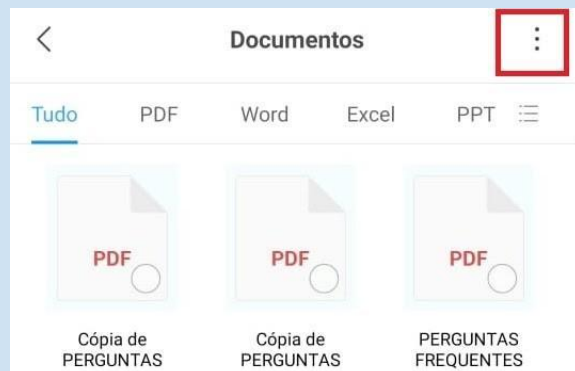 Documentos
Tudo PDF Word Excel PPT
PDF PDF PDF
Cópia de Cópia de PERGUNTAS
PERGUNTAS PERGUNTAS FREQUENTES